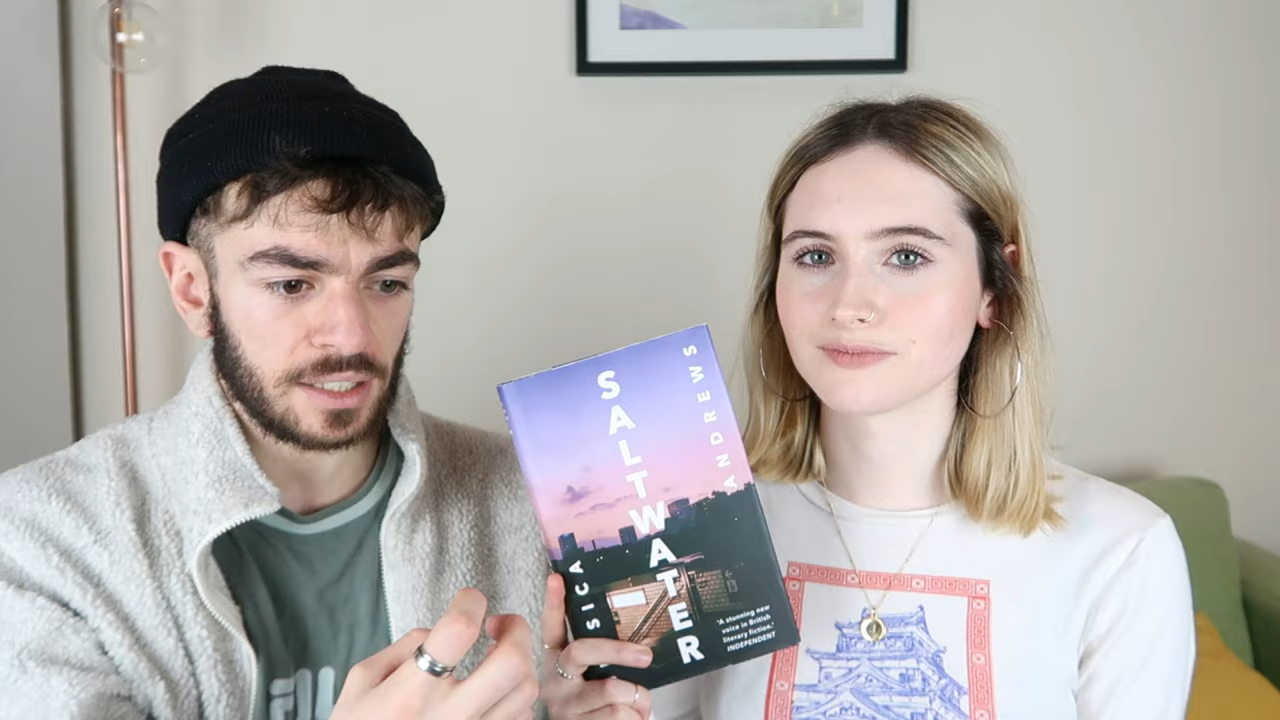 SALTWATER
SICA
ANDREWS
'A stunning new
voice in British
literary fiction.'
INDEPENDENT